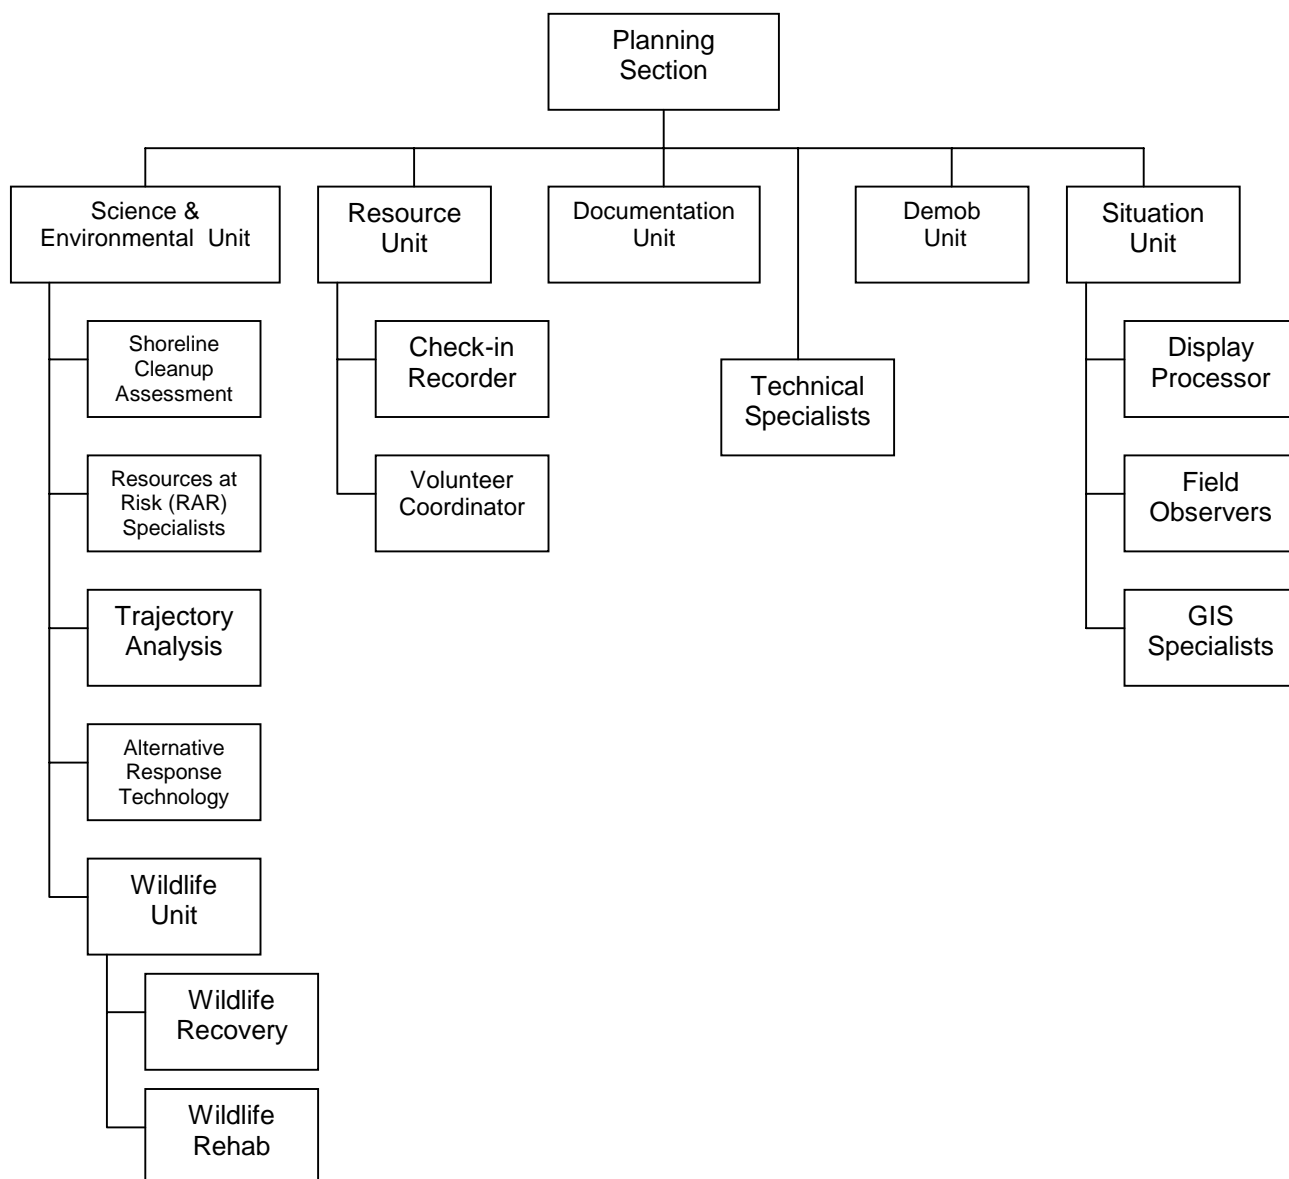 Planning
Section
Science &
Environmental Unit
Resource
Unit
Documentation
Unit
Demob
Unit
Situation
Unit
Shoreline
Cleanup
Assessment
Check-in
Recorder
Technical
Specialists
Display
Processor
Resources at
Risk (RAR)
Specialists
Volunteer
Coordinator
Field
Observers
Trajectory
Analysis
GIS
Specialists
Alternative
Response
Technology
Wildlife
Unit
Wildlife
Recovery
Wildlife
Rehab